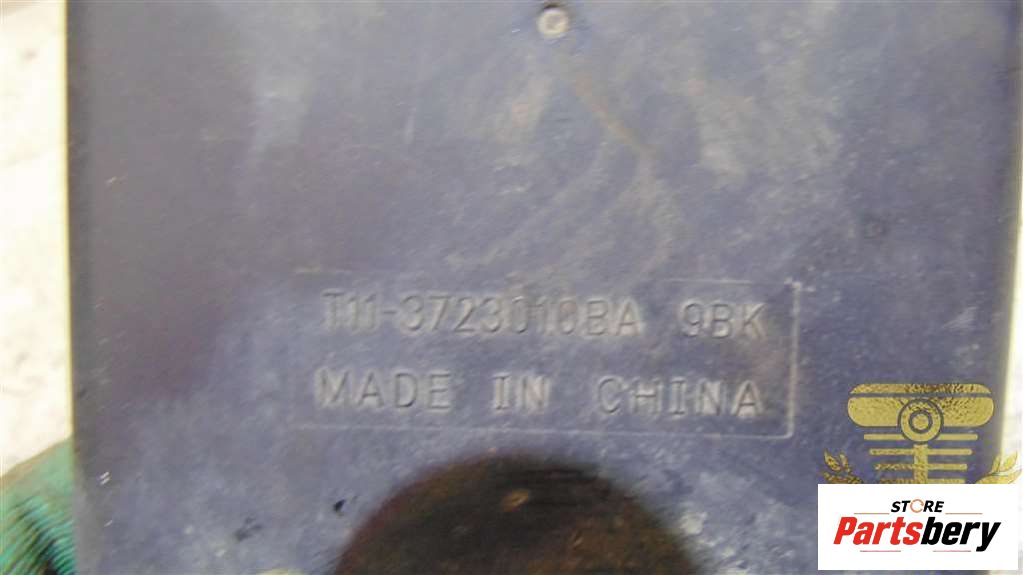 T11-3723010BA 9BK
MADE IN CHINA
STORE
Partsbery